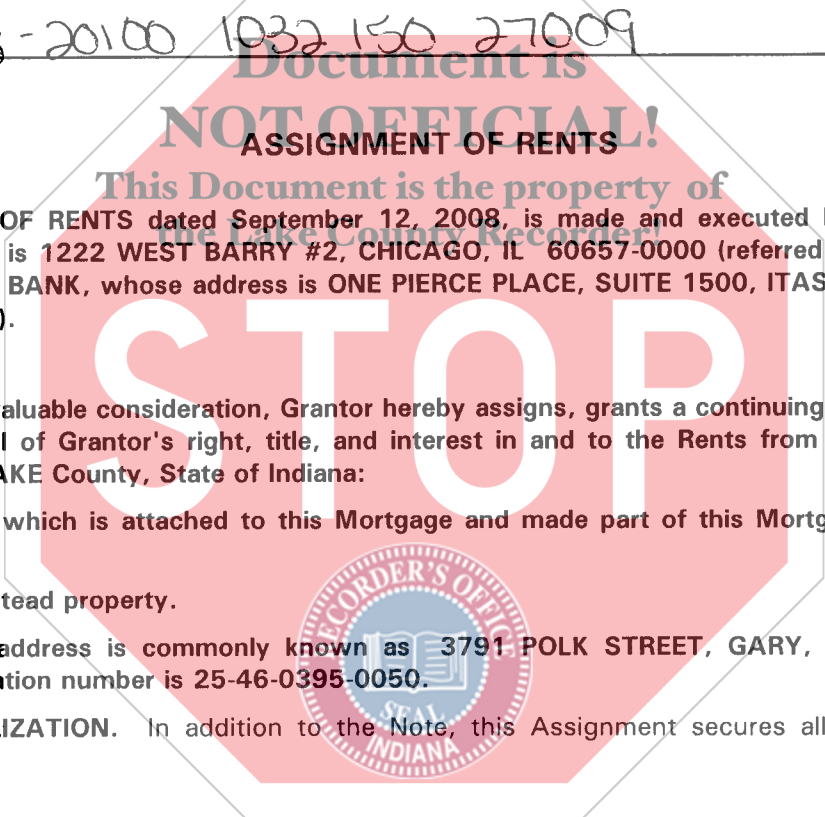 -20100 1032 150 27009
Document is
NOT OFFICIAL!
ASSIGNMENT OF RENTS
This Document is the property of
the Lake County Recorder!
OF RENTS dated September 12, 2008, is made and executed
is 1222 WEST BARRY #2, CHICAGO, IL 60657-0000 (referred
BANK, whose address is ONE PIERCE PLACE, SUITE 1500, ITAS
).
STOP
aluable consideration, Grantor hereby assigns, grants a continuing
l of Grantor's right, title, and interest in and to the Rents from
AKE County, State of Indiana:
which is attached to this Mortgage and made part of this Mortg
tead property.
address is commonly known as 3791 POLK STREET, GARY,
ation number is 25-46-0395-0050.
LIZATION. In addition to the Note, this Assignment secures all
RECORDER'S OFFICE
SEAL
INDIANA